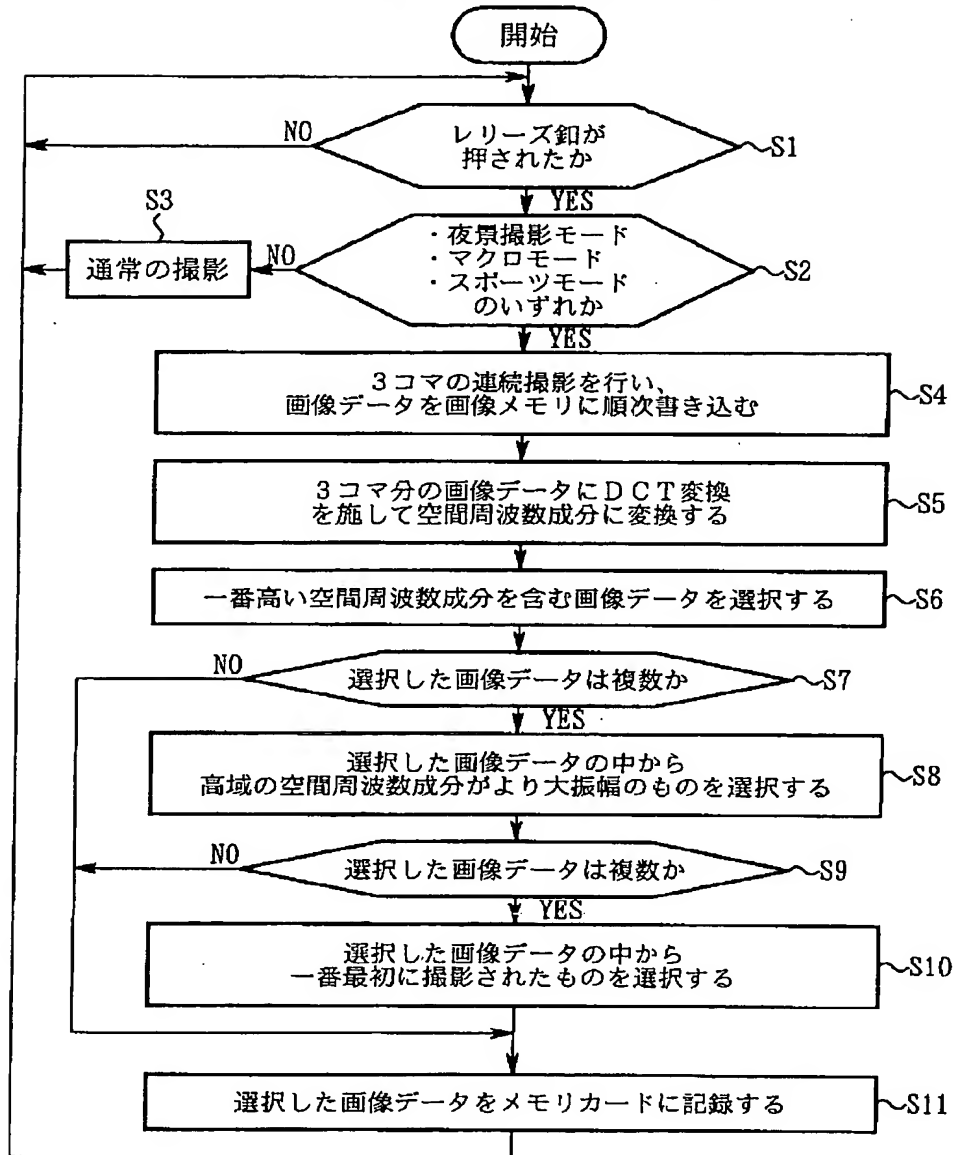 開始
レリーズ釦が
押されたか
NO
S1
YES
S3
通常の撮影
NO
・夜景撮影モード
・マクロモード
・スポーツモード
のいずれか
S2
YES
3コマの連続撮影を行い、
画像データを画像メモリに順次書き込む
S4
3コマ分の画像データにDCT変換
を施して空間周波数成分に変換する
S5
一番高い空間周波数成分を含む画像データを選択する
S6
NO
選択した画像データは複数か
S7
YES
選択した画像データの中から
高域の空間周波数成分がより大振幅のものを選択する
S8
NO
選択した画像データは複数か
S9
YES
選択した画像データの中から
一番最初に撮影されたものを選択する
S10
選択した画像データをメモリカードに記録する
S11